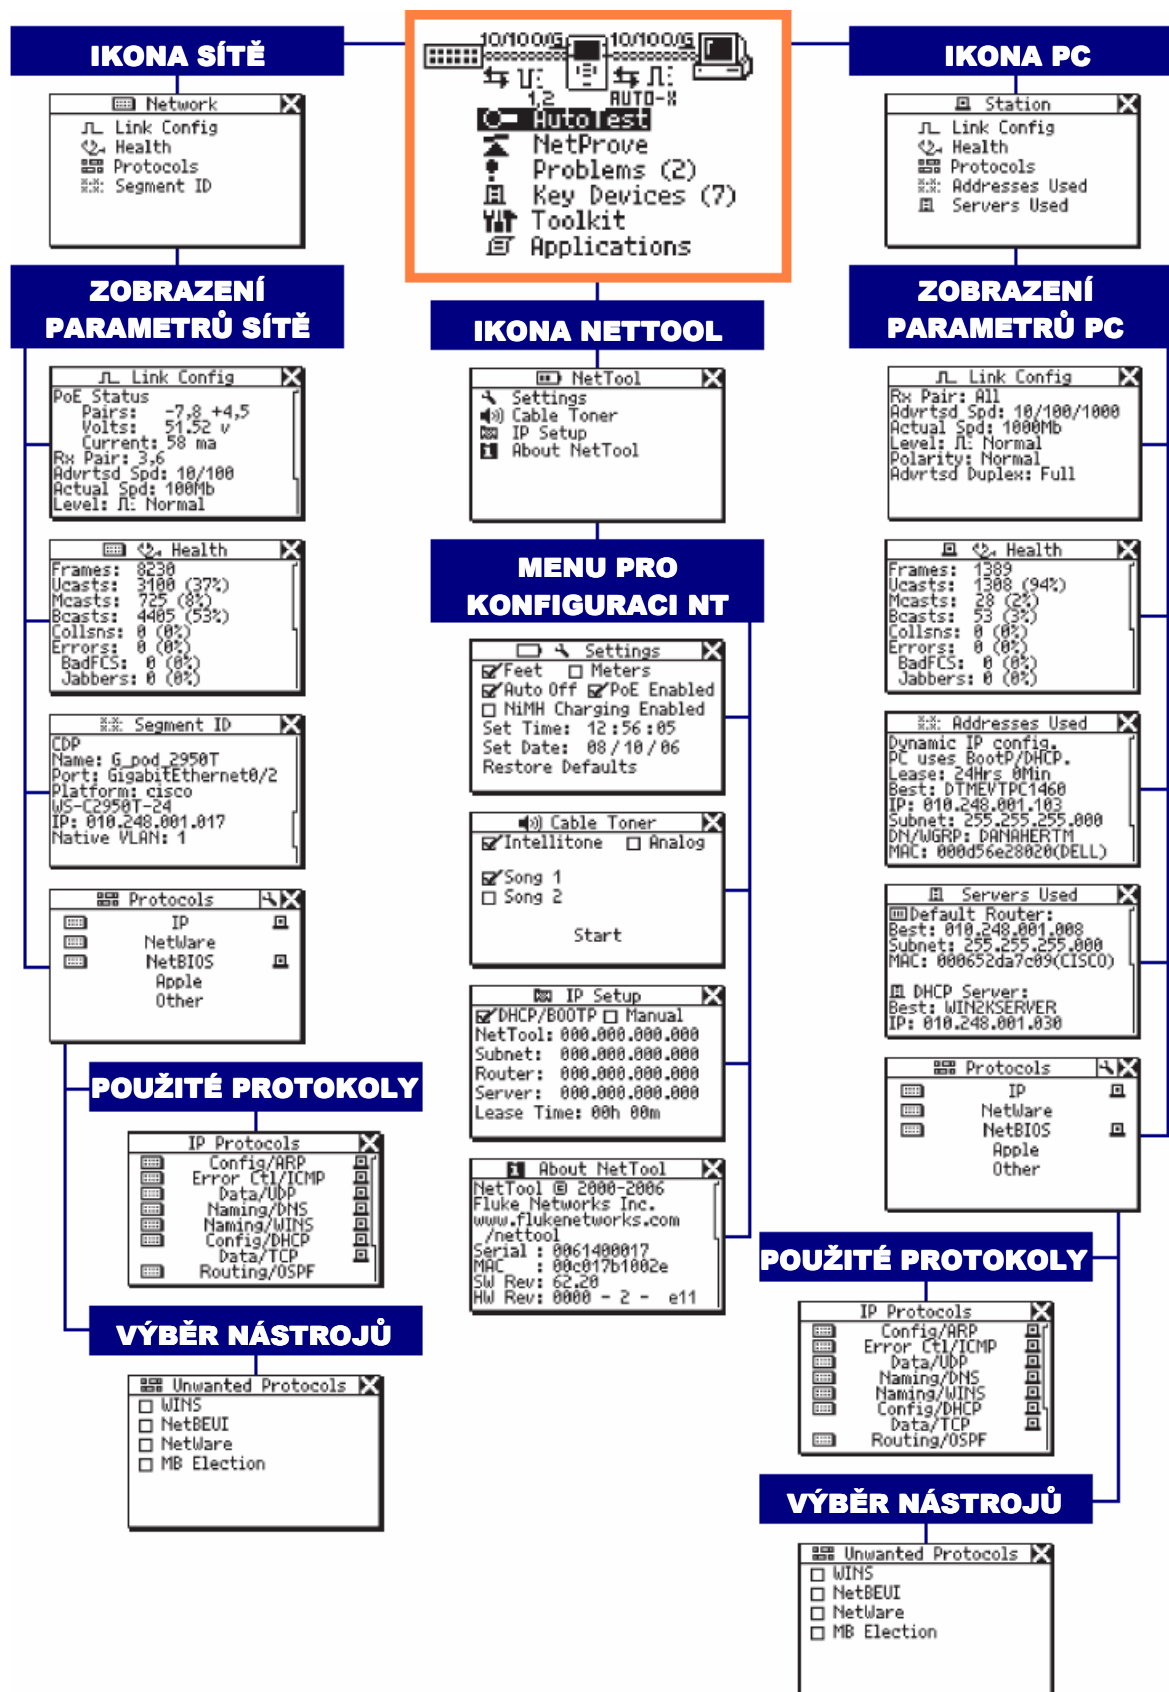 IKONA SÍTĚ
10/100/G
10/100/G
1,2
AUTO-X
AutoTest
NetProve
Problems (2)
Key Devices (7)
Toolkit
Applications
IKONA PC
Network
Link Config
Health
Protocols
Segment ID
Station
Link Config
Health
Protocols
Addresses Used
Servers Used
ZOBRAZENÍ
PARAMETRŮ SÍTĚ
Link Config
PoE Status
Pairs: -7,8 +4,5
Volts: 51.52 v
Current: 58 ma
Rx Pair: 3,6
Advrtsd Spd: 10/100
Actual Spd: 100Mb
Level: Normal
Health
Frames: 8230
Ucasts: 3100 (37%)
Mcasts: 725 (8%)
Bcasts: 4405 (53%)
Collsns: 0 (0%)
Errors: 0 (0%)
BadFCS: 0 (0%)
Jabbers: 0 (0%)
Segment ID
CDP
Name: G_pod_2950T
Port: GigabitEthernet0/2
Platform: cisco
WS-C2950T-24
IP: 010.248.001.017
Native VLAN: 1
Protocols
IP
NetWare
NetBIOS
Apple
Other
POUŽITÉ PROTOKOLY
IP Protocols
Config/ARP
Error Ctl/ICMP
Data/UDP
Naming/DNS
Naming/WINS
Config/DHCP
Data/TCP
Routing/OSPF
VÝBĚR NÁSTROJŮ
Unwanted Protocols
WINS
NetBEUI
NetWare
MB Election
IKONA NETTOOL
NetTool
Settings
Cable Toner
IP Setup
About NetTool
MENU PRO
KONFIGURACI NT
Settings
Feet Meters
Auto Off PoE Enabled
NiMH Charging Enabled
Set Time: 12:56:05
Set Date: 08/10/06
Restore Defaults
Cable Toner
Intellitone Analog
Song 1
Song 2
Start
IP Setup
DHCP/BOOTP Manual
NetTool: 000.000.000.000
Subnet: 000.000.000.000
Router: 000.000.000.000
Server: 000.000.000.000
Lease Time: 00h 00m
About NetTool
NetTool © 2000-2006
Fluke Networks Inc.
www.flukenetworks.com
/nettool
Serial : 0061400017
MAC : 00c017b1002e
SW Rev: 62.20
HW Rev: 0000 - 2 - e11
ZOBRAZENÍ
PARAMETRŮ PC
Link Config
Rx Pair: All
Advrtsd Spd: 10/100/1000
Actual Spd: 1000Mb
Level: Normal
Polarity: Normal
Advrtsd Duplex: Full
Health
Frames: 1389
Ucasts: 1308 (94%)
Mcasts: 28 (2%)
Bcasts: 53 (3%)
Collsns: 0 (0%)
Errors: 0 (0%)
BadFCS: 0 (0%)
Jabbers: 0 (0%)
Addresses Used
Dynamic IP config.
PC uses BootP/DHCP.
Lease: 24Hrs 0Min
Best: DTMEVTPC1460
IP: 010.248.001.103
Subnet: 255.255.255.000
DN/WGRP: DANAHERTM
MAC: 000d56e28020(DELL)
Servers Used
Default Router:
Best: 010.248.001.008
Subnet: 255.255.255.000
MAC: 000652da7c09(CISCO)
DHCP Server:
Best: WIN2KSERVER
IP: 010.248.001.030
Protocols
IP
NetWare
NetBIOS
Apple
Other
POUŽITÉ PROTOKOLY
IP Protocols
Config/ARP
Error Ctl/ICMP
Data/UDP
Naming/DNS
Naming/WINS
Config/DHCP
Data/TCP
Routing/OSPF
VÝBĚR NÁSTROJŮ
Unwanted Protocols
WINS
NetBEUI
NetWare
MB Election